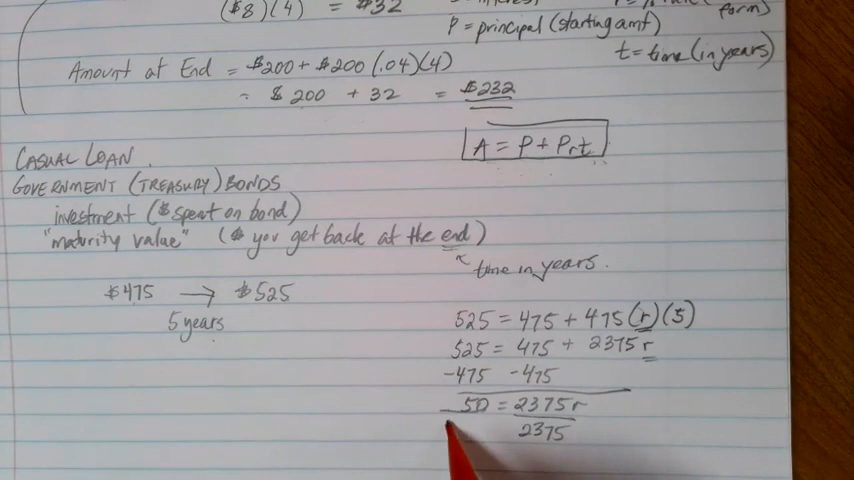 ($8)(4) = $32
form)
P = principal (starting amt)
t = time (in years)
Amount at End = $200 + $200 (.04)(4)
= $ 200 + 32 = $232
A = P + Prt
CASUAL LOAN.
GOVERNMENT (TREASURY) BONDS
investment ($ spent on bond)
"maturity value" ($ you get back at the end)
time in years.
$475 → $525
5 years
525 = 475 + 475(r)(5)
525 = 475 + 2375 r
-475 -475
50 = 2375 r
2375